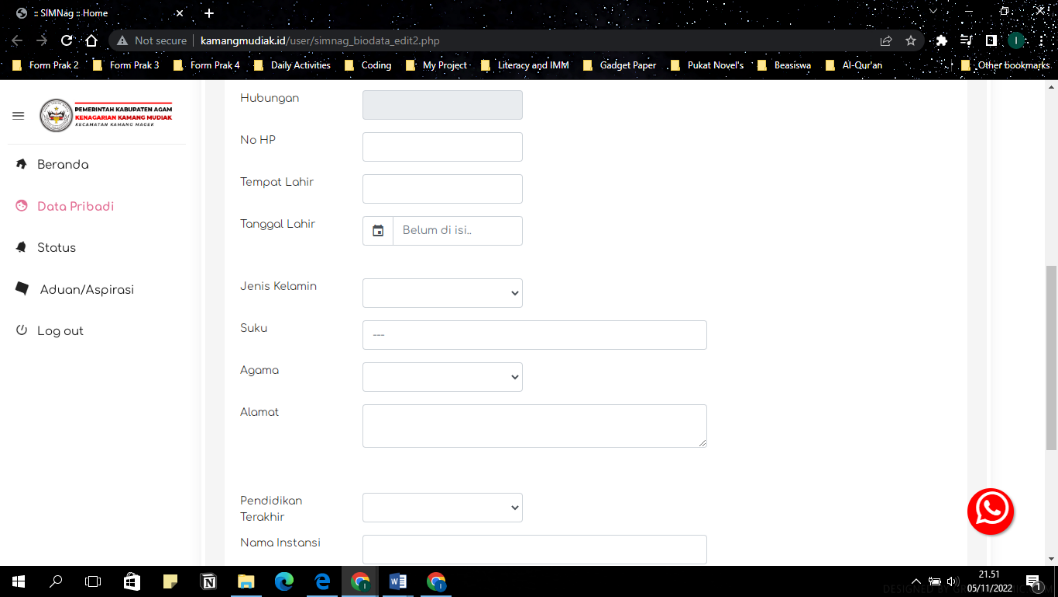 :: SIMNag :: Home
Not secure
kamangmudiak.id/user/simnag_biodata_edit2.php
Form Prak 2
Form Prak 3
Form Prak 4
Daily Activities
Coding
My Project
Literacy and IMM
Gadget Paper
Pukat Novel's
Beasiswa
Al-Qur'an
Other bookmarks
PEMERINTAH KABUPATEN AGAM
KENAGARIAN KAMANG MUDIAK
KECAMATAN KAMANG MAGEK
Beranda
Data Pribadi
Status
Aduan/Aspirasi
Log out
Hubungan
No HP
Tempat Lahir
Tanggal Lahir
Belum di isi..
Jenis Kelamin
Suku
---
Agama
Alamat
Pendidikan
Terakhir
Nama Instansi
21.51
05/11/2022
1